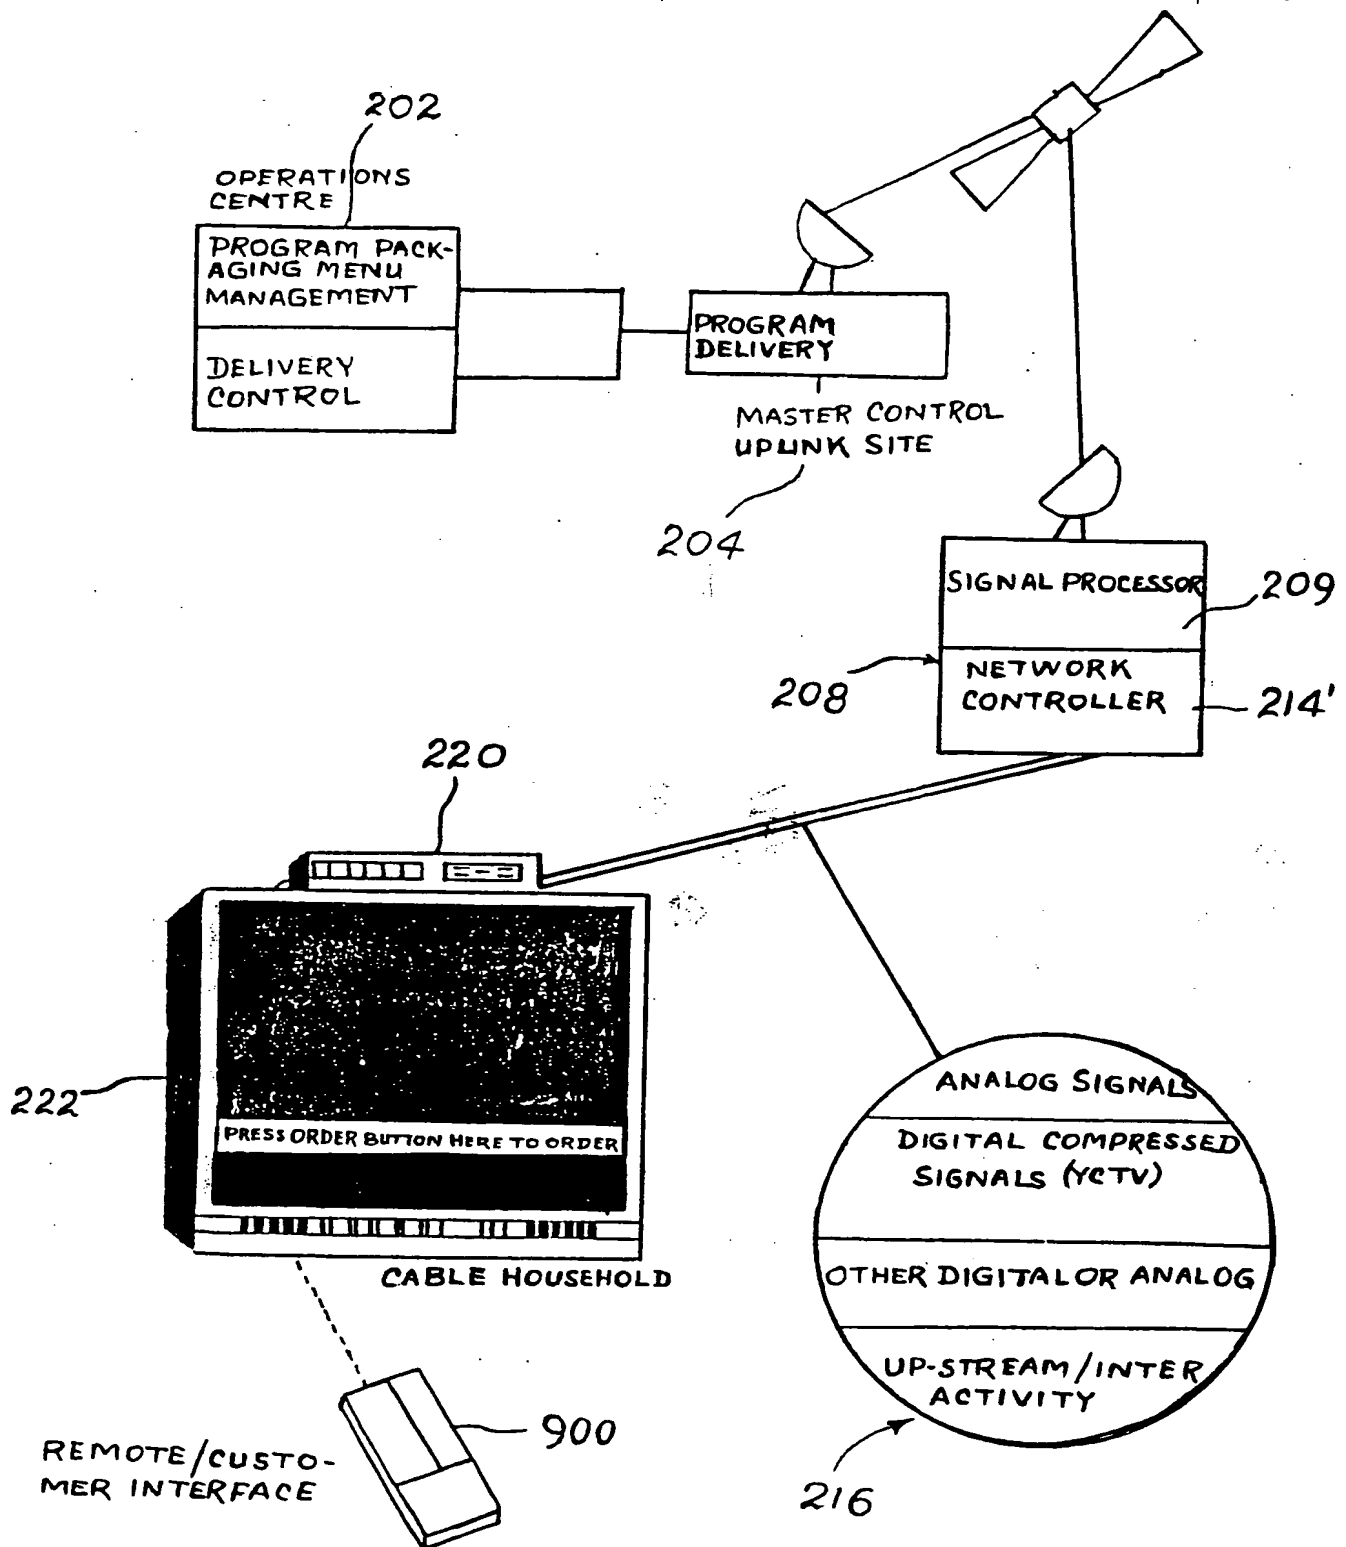 202
OPERATIONS
CENTRE
PROGRAM PACK-
AGING MENU
MANAGEMENT
DELIVERY
CONTROL
PROGRAM
DELIVERY
MASTER CONTROL
UPLINK SITE
204
SIGNAL PROCESSOR
209
208
NETWORK
CONTROLLER
214'
220
222
PRESS ORDER BUTTON HERE TO ORDER
CABLE HOUSEHOLD
ANALOG SIGNALS
DIGITAL COMPRESSED
SIGNALS (YCTV)
OTHER DIGITAL OR ANALOG
UP-STREAM/INTER
ACTIVITY
216
900
REMOTE/CUSTO-
MER INTERFACE